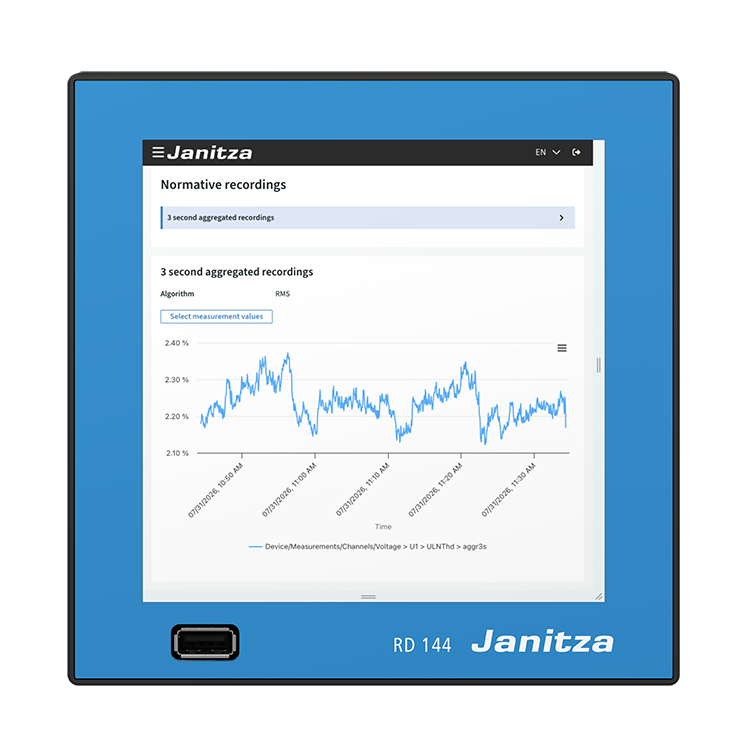 Janitza
EN
Normative recordings
3 second aggregated recordings
3 second aggregated recordings
Algorithm RMS
Select measurement values
2.40 %
2.30 %
2.20 %
2.10 %
07/31/2026, 10:50 AM
07/31/2026, 11:00 AM
07/31/2026, 11:10 AM
07/31/2026, 11:20 AM
07/31/2026, 11:30 AM
Time
Device/Measurements/Channels/Voltage > U1 > ULNThd > aggr3s
RD 144 Janitza